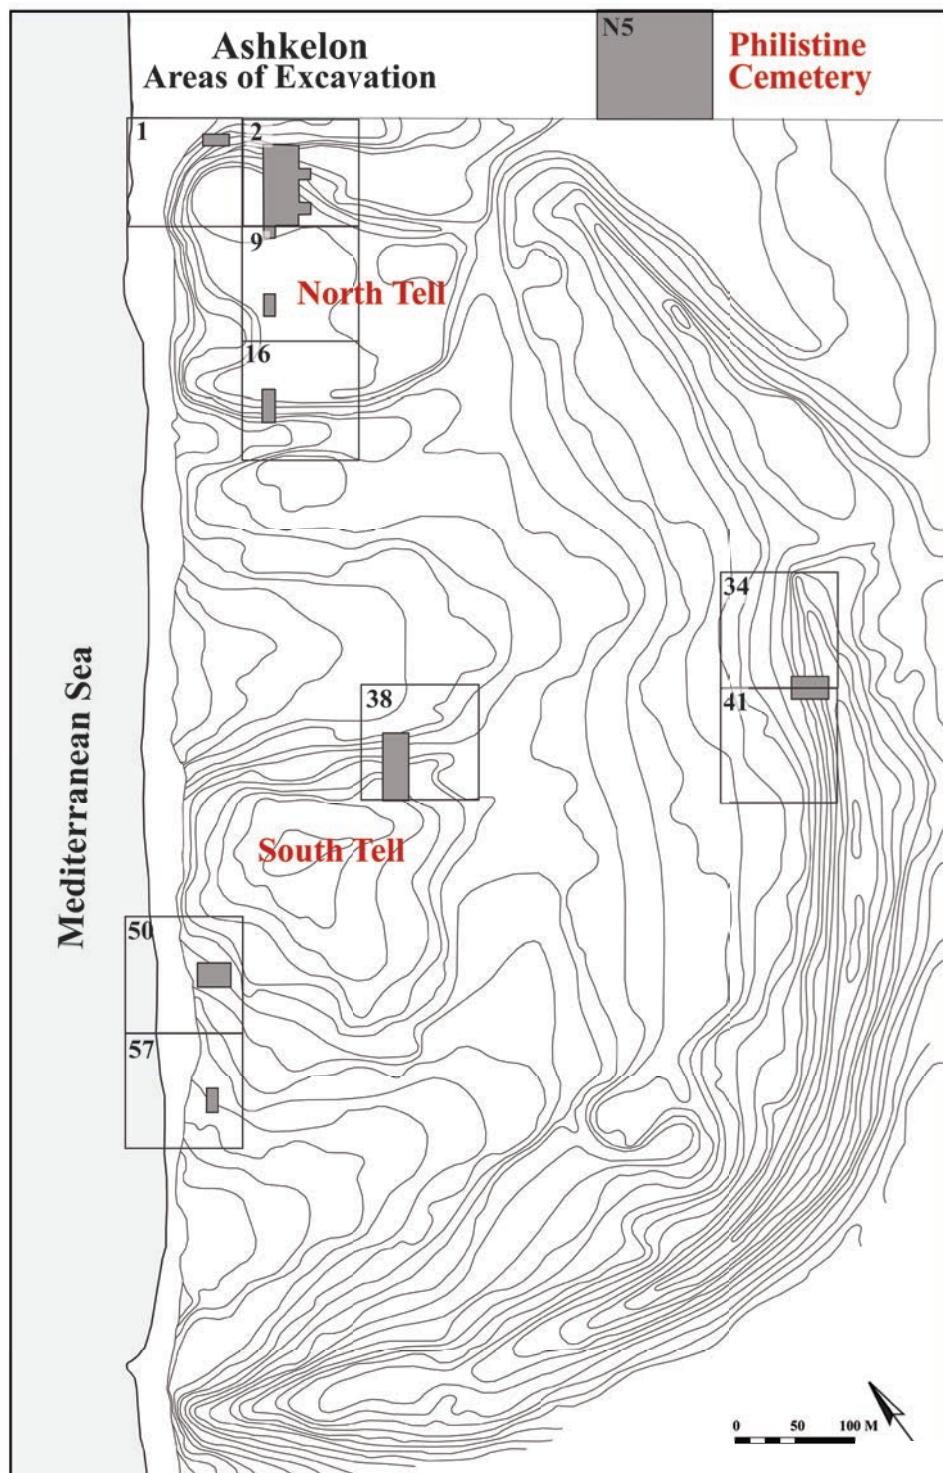 Ashkelon
Areas of Excavation
N5
Philistine
Cemetery
1
2
9
North Tell
16
34
Mediterranean Sea
38
41
South Tell
50
57
0 50 100 M